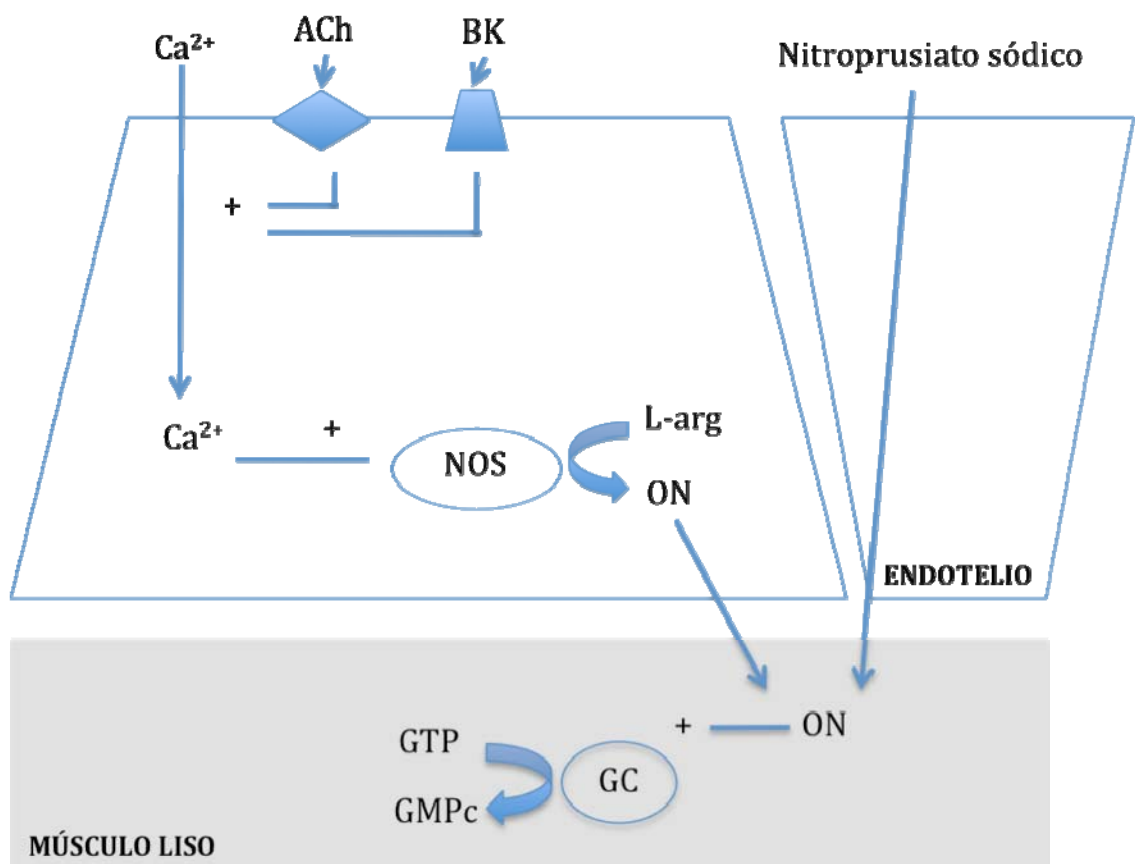 Ca²⁺
ACh
BK
Nitroprusiato sódico
+
Ca²⁺
+
NOS
L-arg
ON
ENDOTELIO
GTP
GMPc
GC
+
ON
MÚSCULO LISO